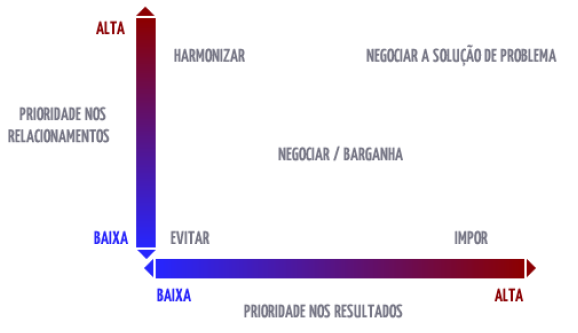 ALTA
HARMONIZAR
NEGOCIAR A SOLUÇÃO DE PROBLEMA
PRIORIDADE NOS
RELACIONAMENTOS
NEGOCIAR / BARGANHA
BAIXA
EVITAR
IMPOR
BAIXA
ALTA
PRIORIDADE NOS RESULTADOS